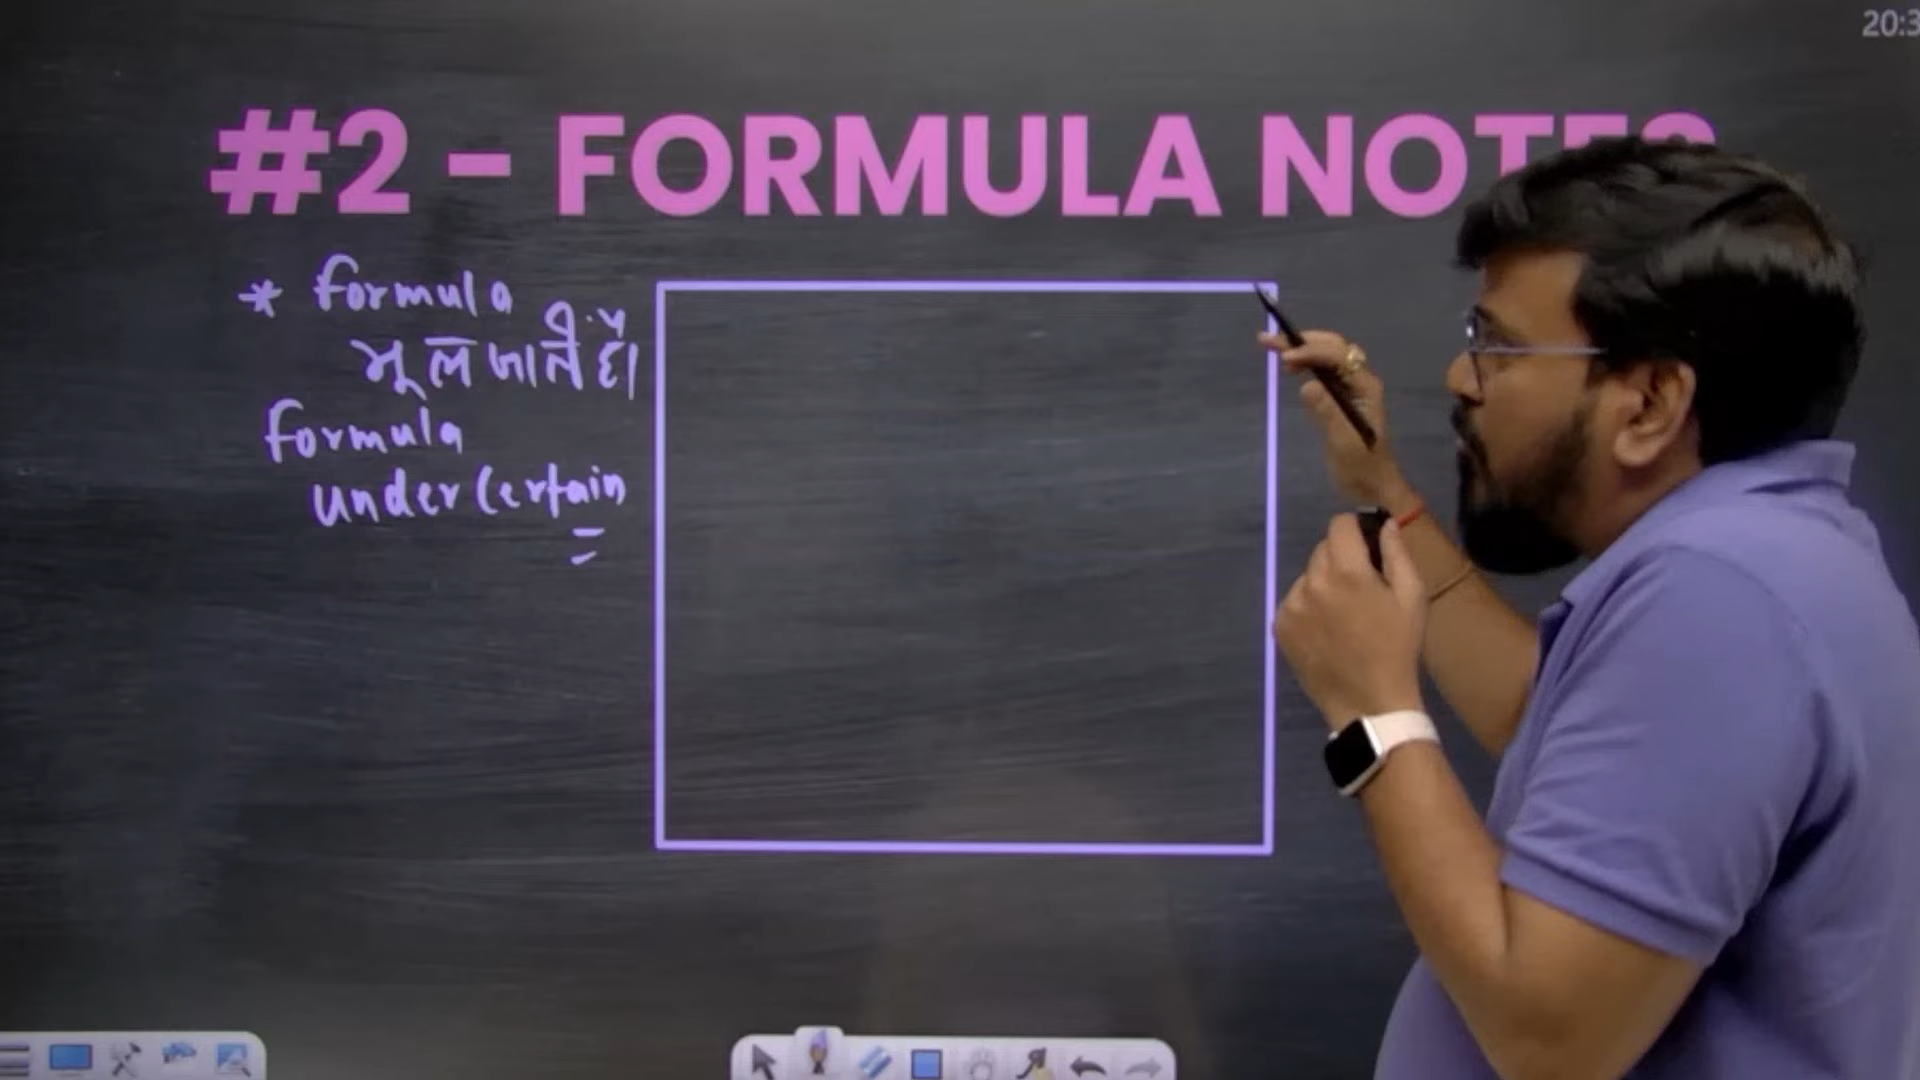 20:3
#2 - FORMULA NOTES
* formula
भूल जाते हैं।
formula
under certain